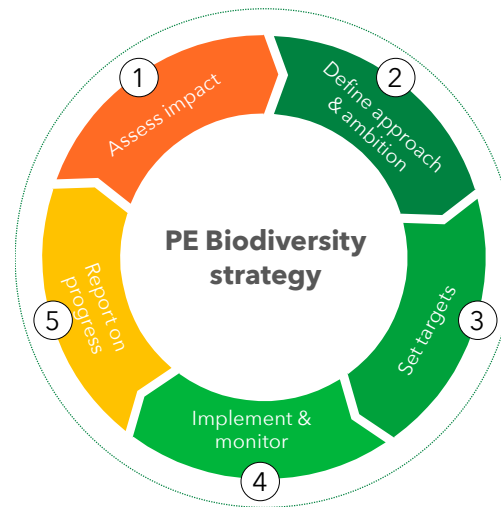 PE Biodiversity
strategy
1
Assess impact
2
Define approach
& ambition
3
Set targets
4
Implement &
monitor
5
Report on
progress